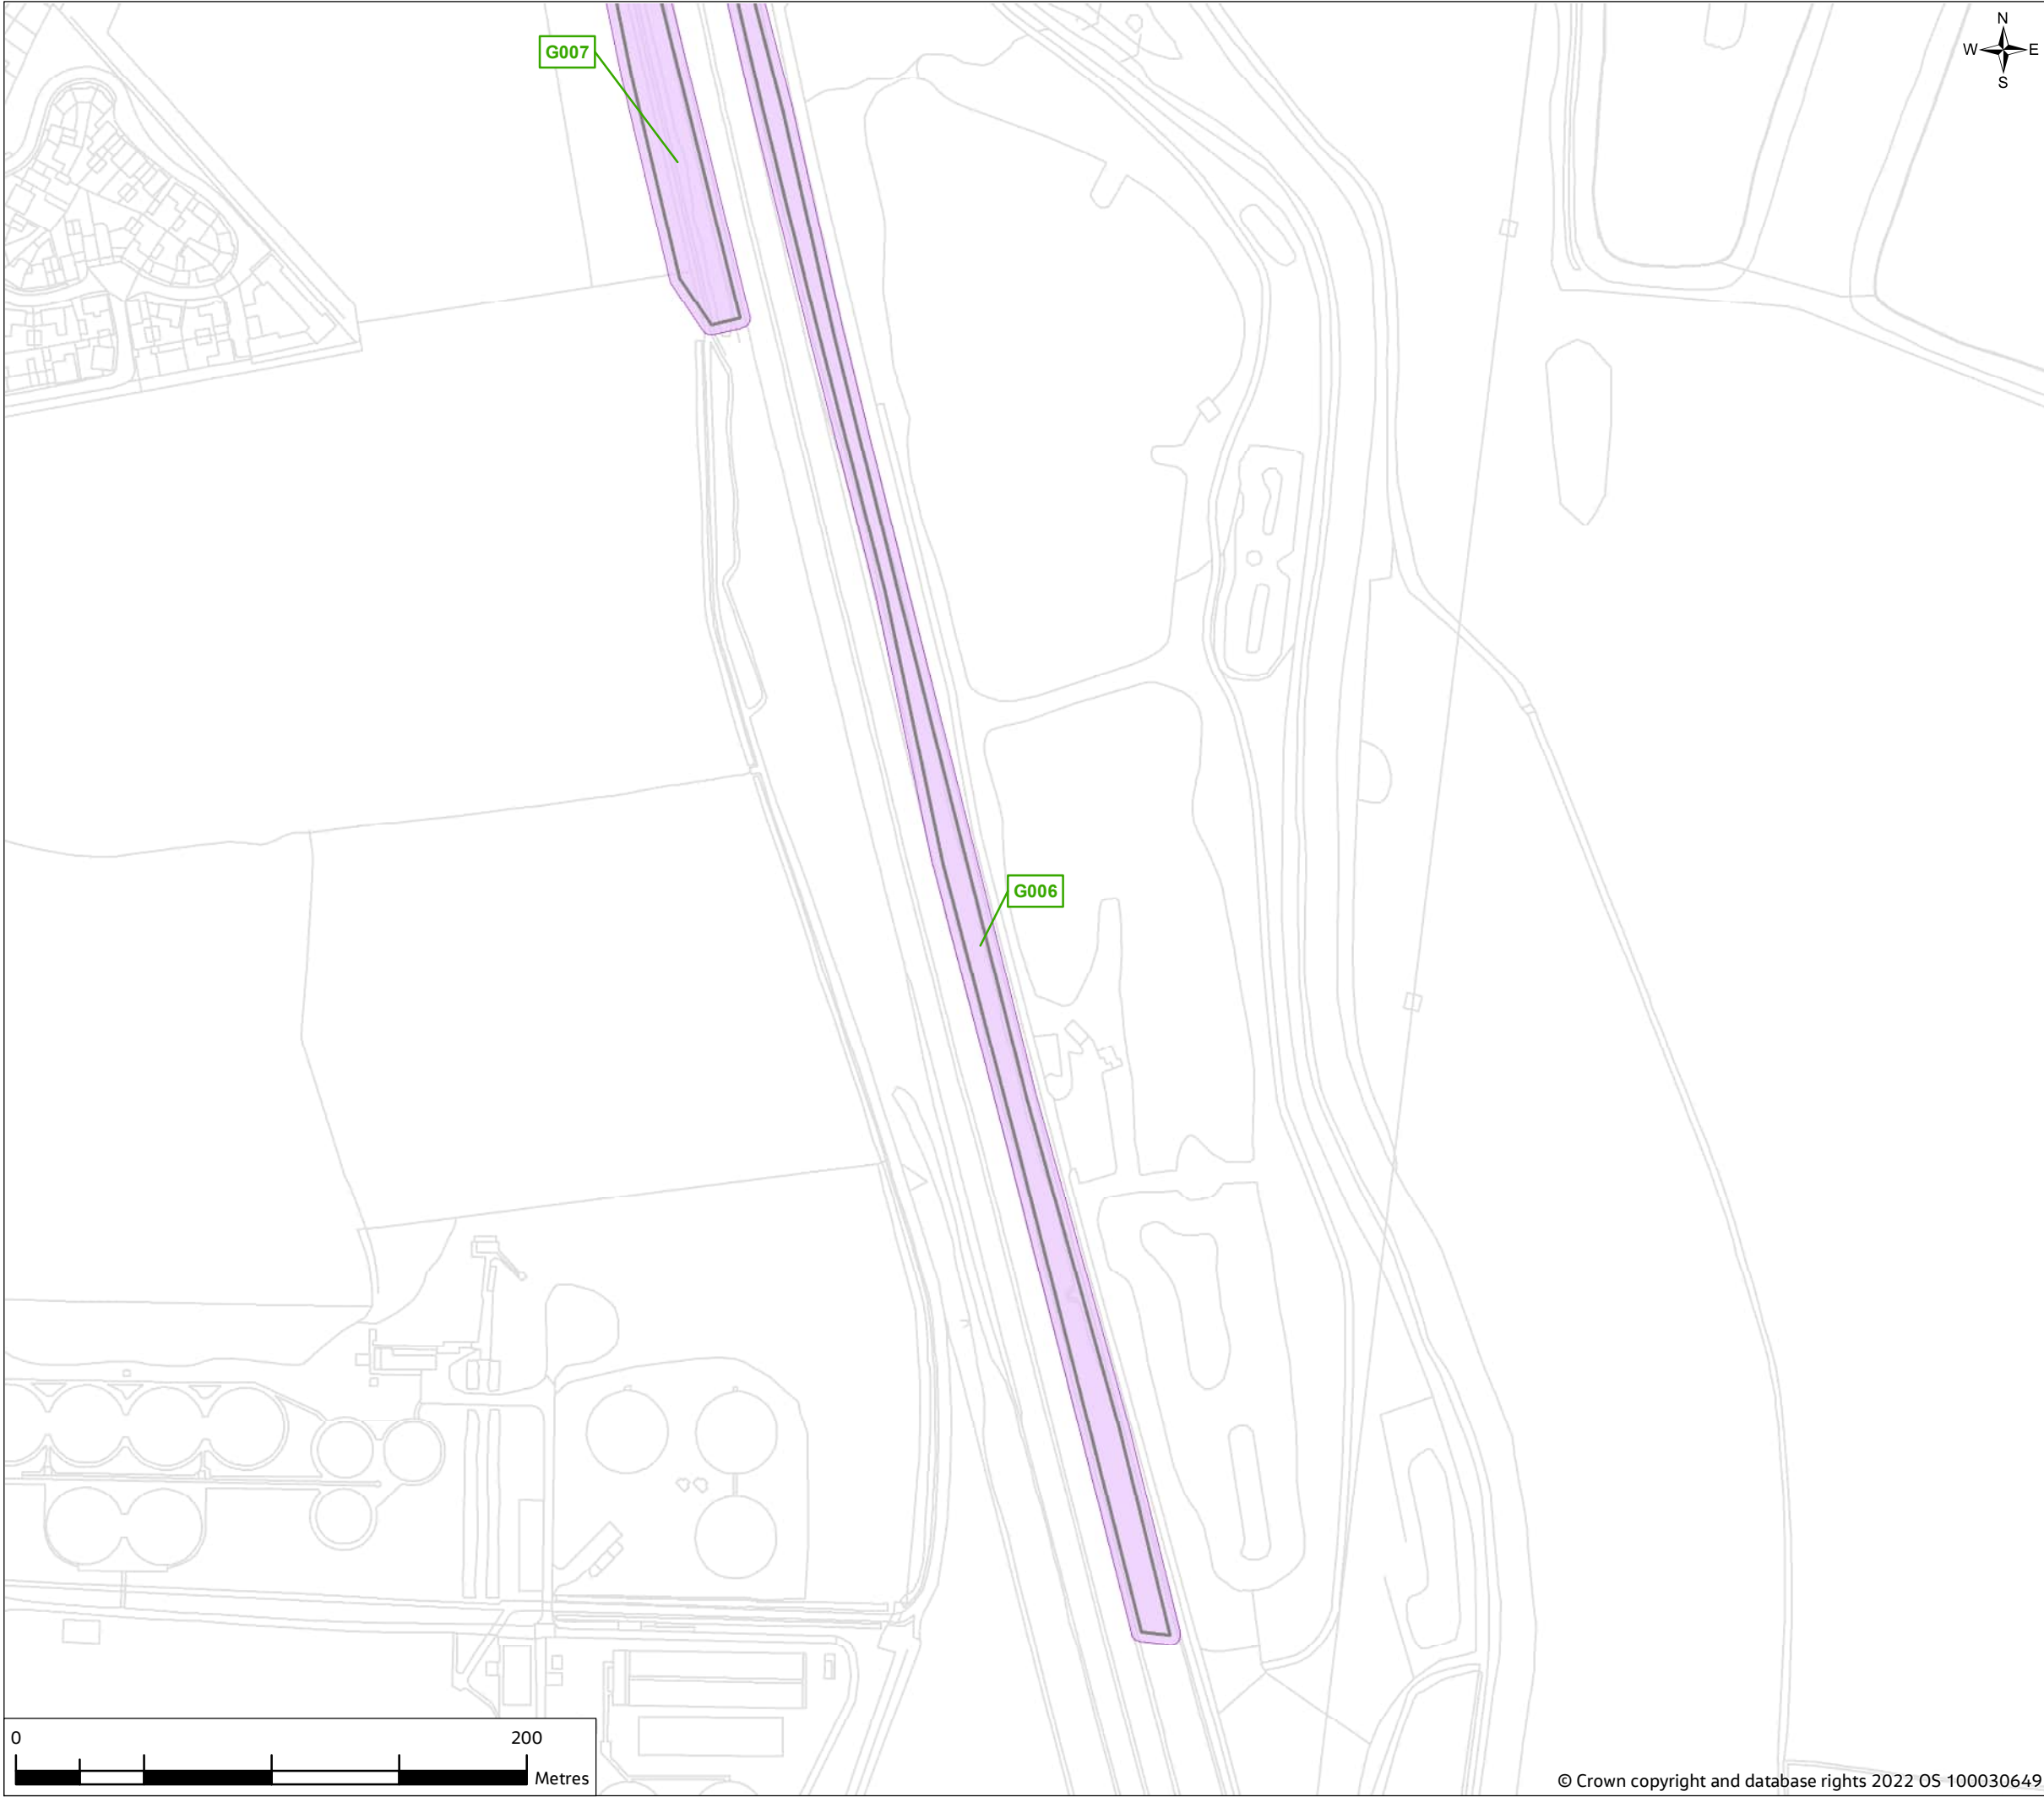 N
W E
S
G007
G006
0 200
Metres
© Crown copyright and database rights 2022 OS 100030649